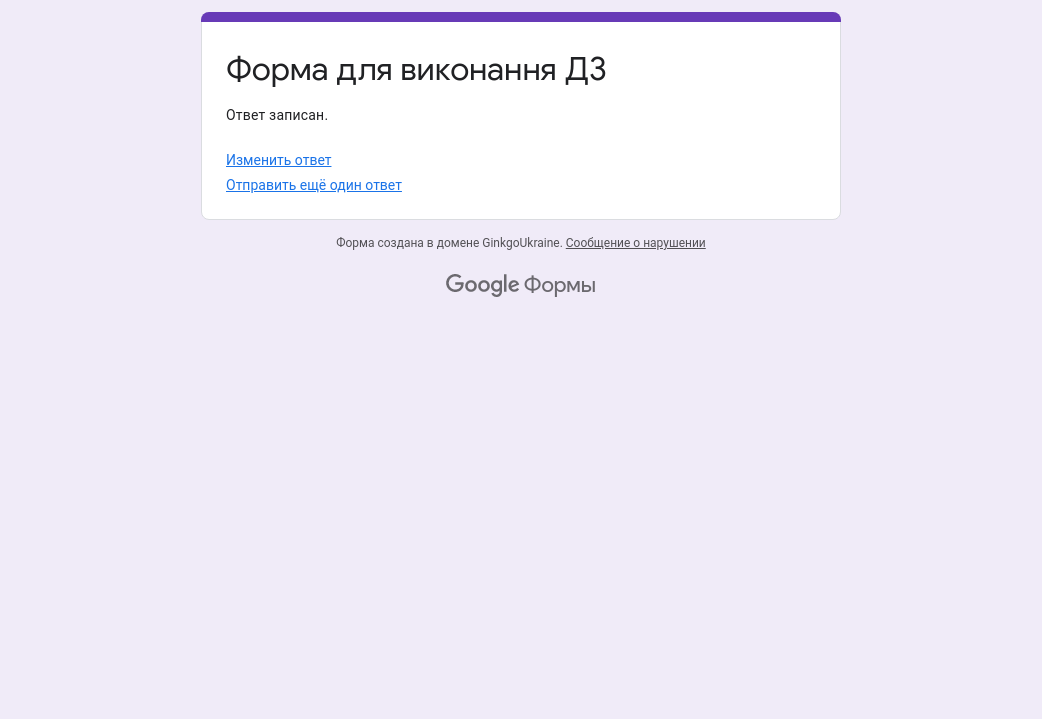 Форма для виконання ДЗ
Ответ записан.
Изменить ответ
Отправить ещё один ответ
Форма создана в домене GinkgoUkraine. Сообщение о нарушении
Google Формы